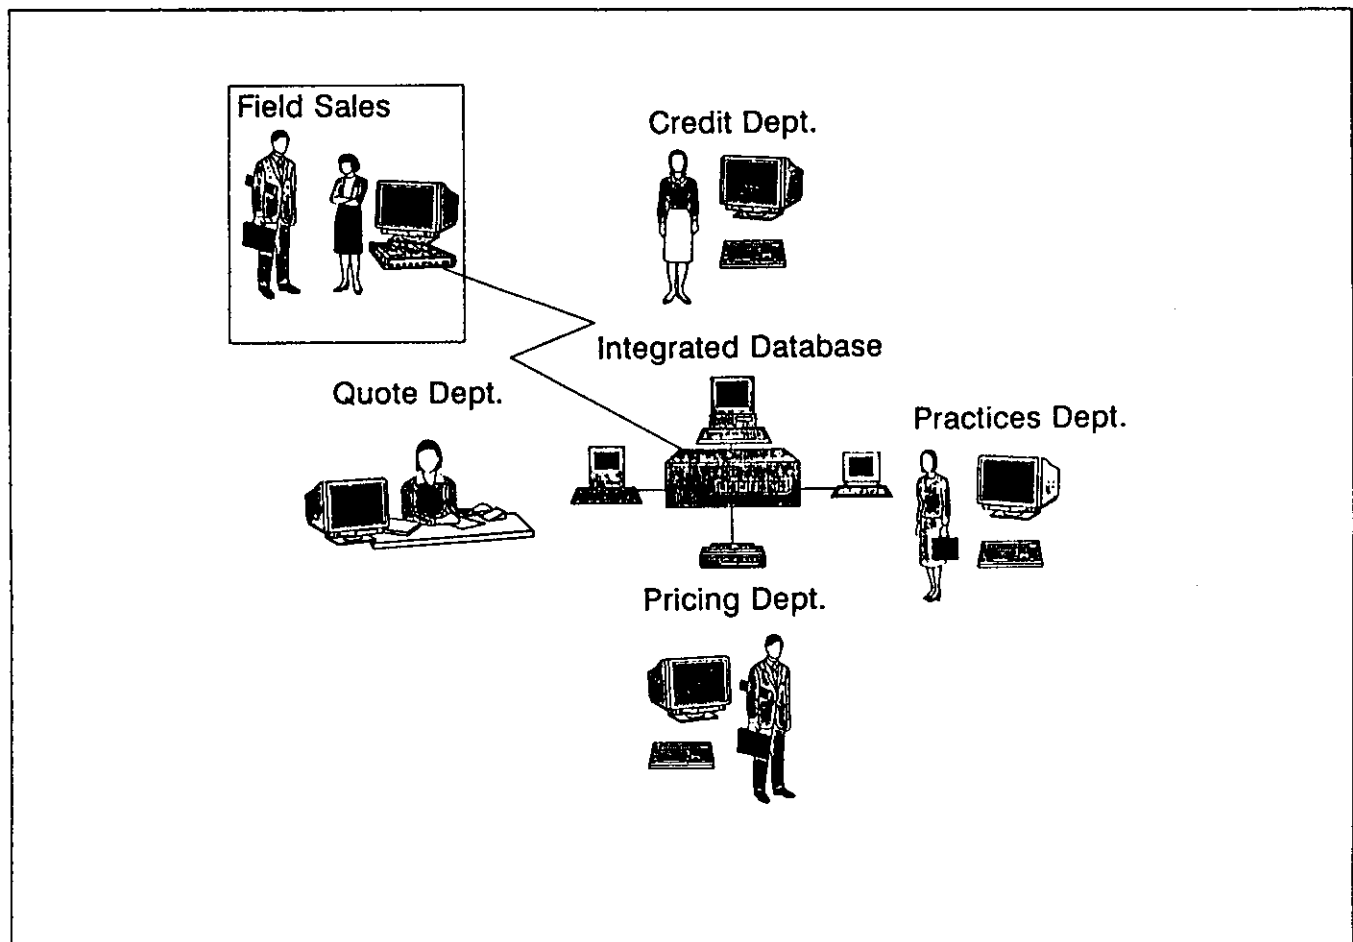 Field Sales
Credit Dept.
Integrated Database
Quote Dept.
Practices Dept.
Pricing Dept.